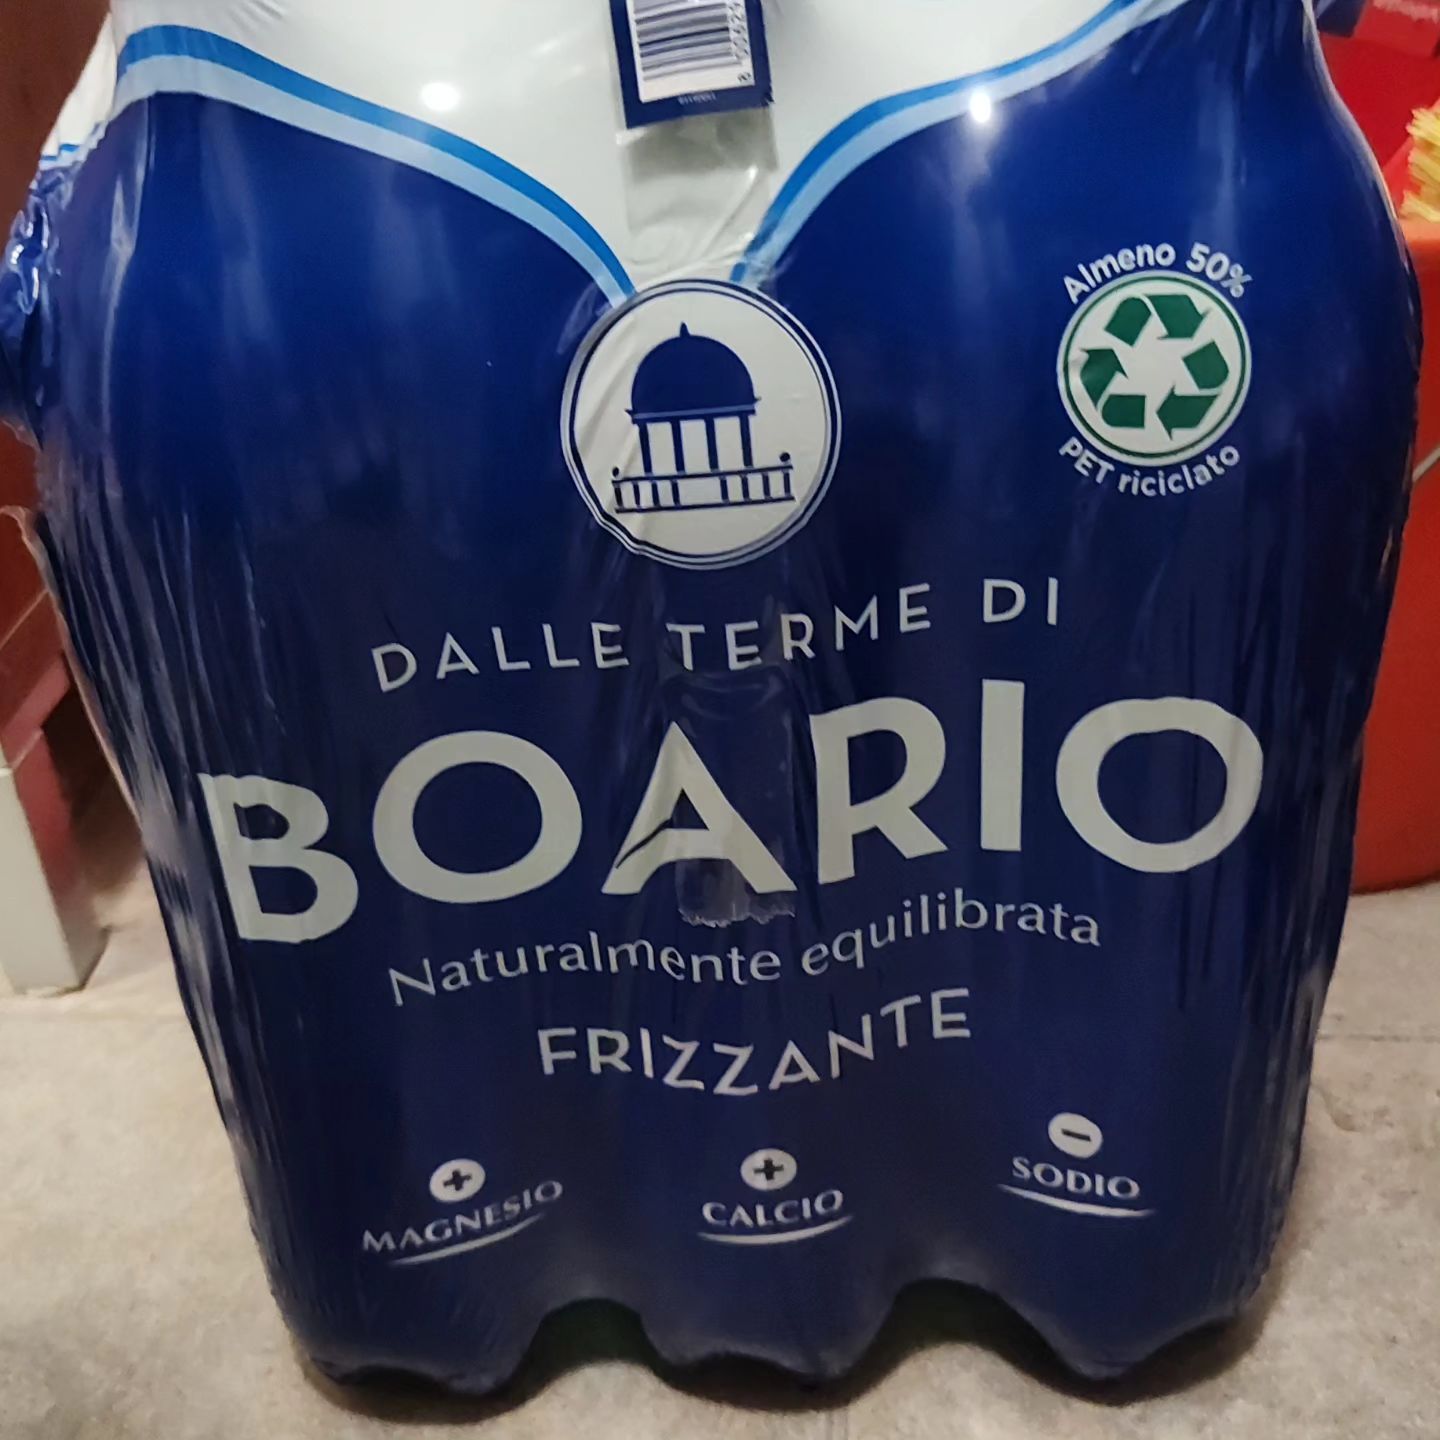 Almeno 50%
PET riciclato
DALLE TERME DI
BOARIO
Naturalmente equilibrata
FRIZZANTE
+ MAGNESIO
+ CALCIO
- SODIO